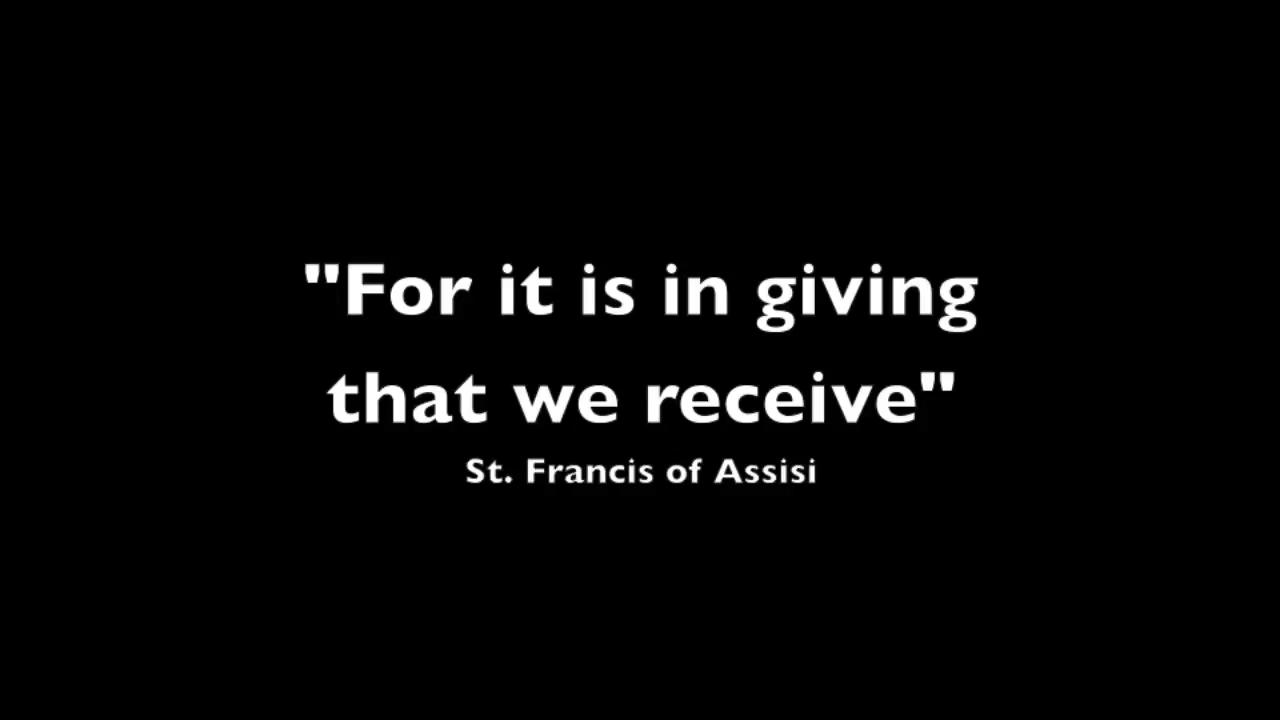 "For it is in giving
that we receive"
St. Francis of Assisi